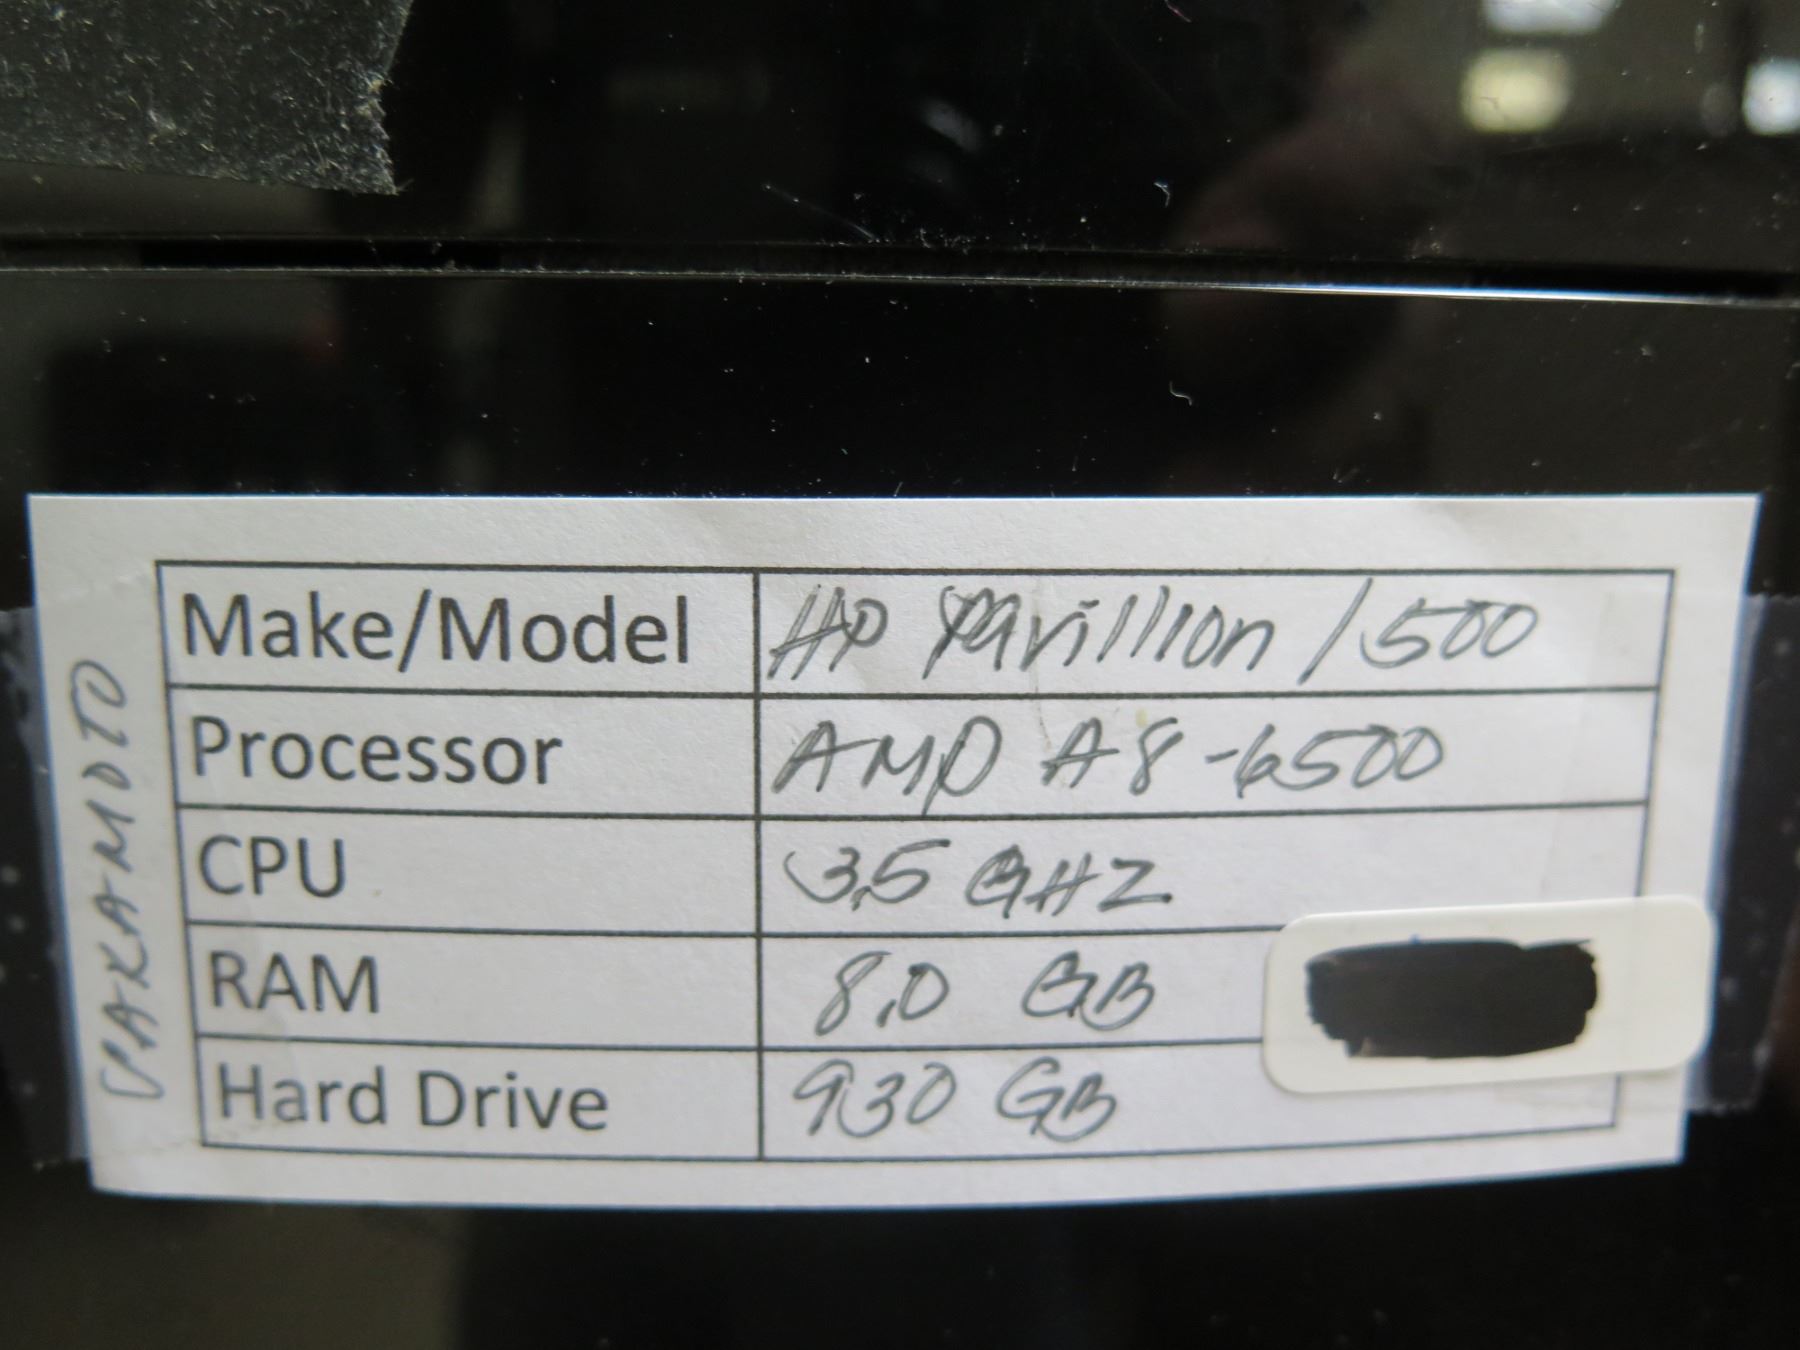 Make/Model HP Pavillion / 500
Processor AMD A8-6500
CPU 3.5 GHZ
RAM 8.0 GB
Hard Drive 930 GB
SAKAMOTO